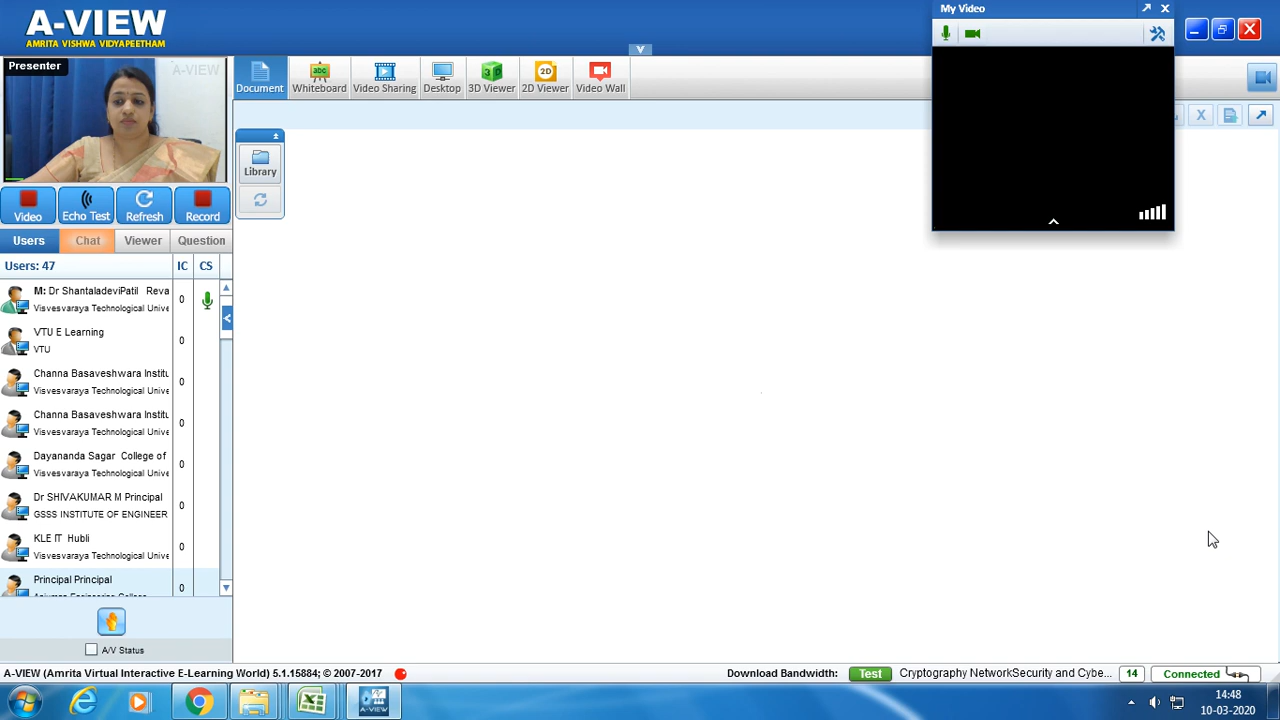 A-VIEW
AMRITA VISHWA VIDYAPEETHAM
My Video
Presenter
A-VIEW
Document
abc
Whiteboard
Video Sharing
Desktop
3D
3D Viewer
2D
2D Viewer
Video Wall
Library
Video
Echo Test
Refresh
Record
Users
Chat
Viewer
Question
Users: 47
IC
CS
M: Dr ShantaladeviPatil Reva
0
Visvesvaraya Technological Unive
VTU E Learning
0
VTU
Channa Basaveshwara Institu
0
Visvesvaraya Technological Unive
Channa Basaveshwara Institu
0
Visvesvaraya Technological Unive
Dayananda Sagar College of
0
Visvesvaraya Technological Unive
Dr SHIVAKUMAR M Principal
0
GSSS INSTITUTE OF ENGINEER
KLE IT Hubli
0
Visvesvaraya Technological Unive
Principal Principal
0
A/V Status
A-VIEW (Amrita Virtual Interactive E-Learning World) 5.1.15884; © 2007-2017
Download Bandwidth:
Test
Cryptography NetworkSecurity and Cybe...
14
Connected
A-VIEW
14:48
10-03-2020